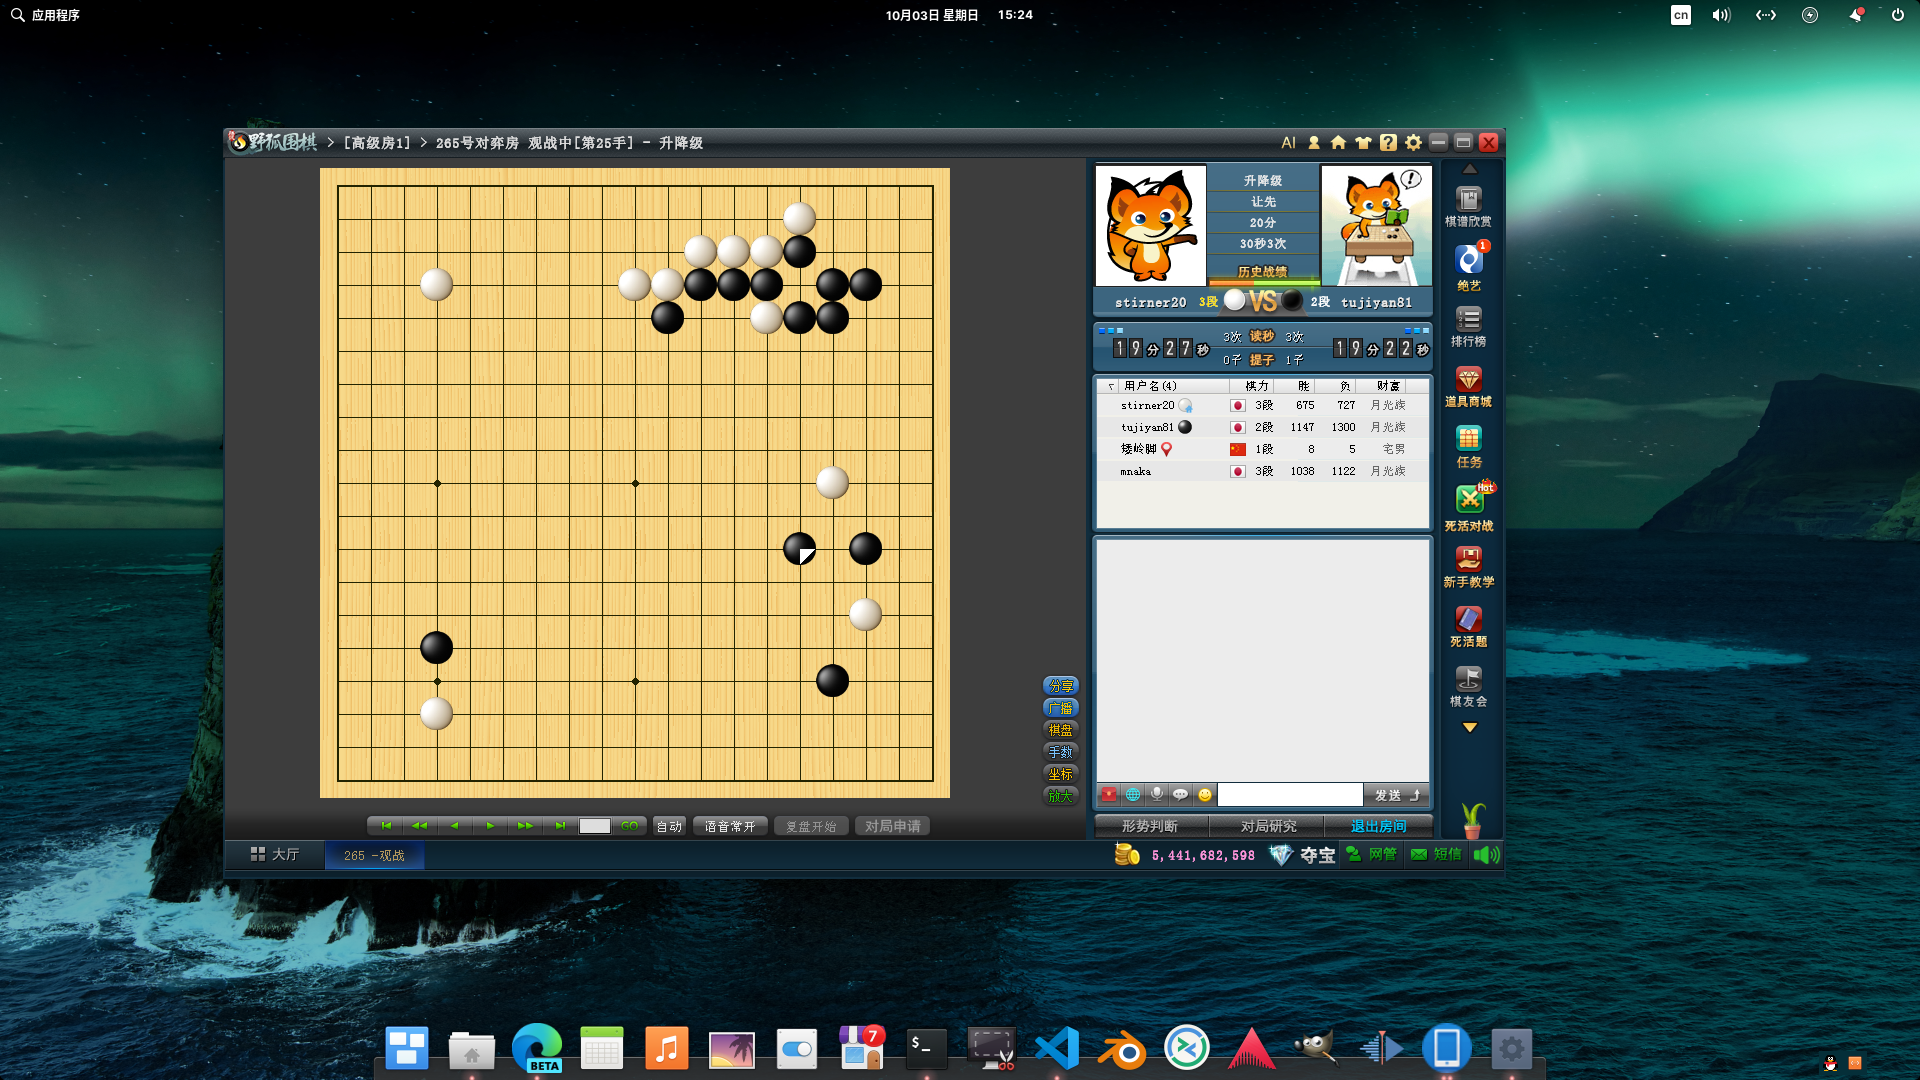 应用程序
10月03日 星期日 15:24
cn
野狐围棋 > [高级房1] > 265号对弈房 观战中[第25手] - 升降级
AI
升降级
让先
20分
30秒3次
历史战绩
stirner20 3段 VS 2段 tujiyan81
19分27秒 3次 读秒 3次 19分22秒
0子 提子 1子
用户名(4) 棋力 胜 负 财富
stirner20 3段 675 727 月光族
tujiyan81 2段 1147 1300 月光族
矮岭脚 1段 8 5 宅男
mnaka 3段 1038 1122 月光族
棋谱欣赏
1
绝艺
排行榜
道具商城
任务
Hot
死活对战
新手教学
死活题
棋友会
分享
广播
棋盘
手数
坐标
放大
发送
GO 自动 语音常开 复盘开始 对局申请
形势判断 对局研究 退出房间
大厅 265 -观战
5,441,682,598 夺宝 网管 短信
BETA
7
$_